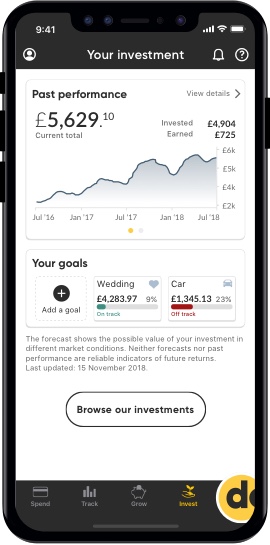 9:41
Your investment
Past performance
View details
£5,629.10
Current total
Invested £4,904
Earned £725
£6k
£5k
£4k
£2k
Jul '16 Jan '17 Jul '17 Jan '18 Jul '18
Your goals
Add a goal
Wedding
£4,283.97 9%
On track
Car
£1,345.13 23%
Off track
The forecast shows the possible value of your investment in
different market conditions. Neither forecasts nor past
performance are reliable indicators of future returns.
Last updated: 15 November 2018.
Browse our investments
Spend Track Grow Invest